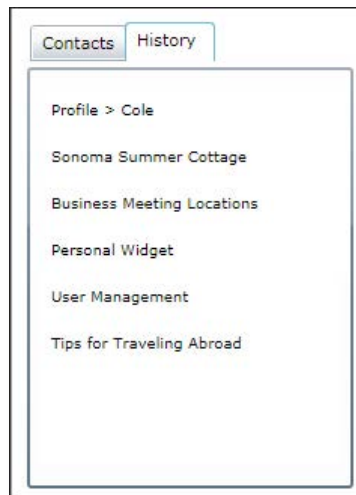 Contacts History
Profile > Cole
Sonoma Summer Cottage
Business Meeting Locations
Personal Widget
User Management
Tips for Traveling Abroad